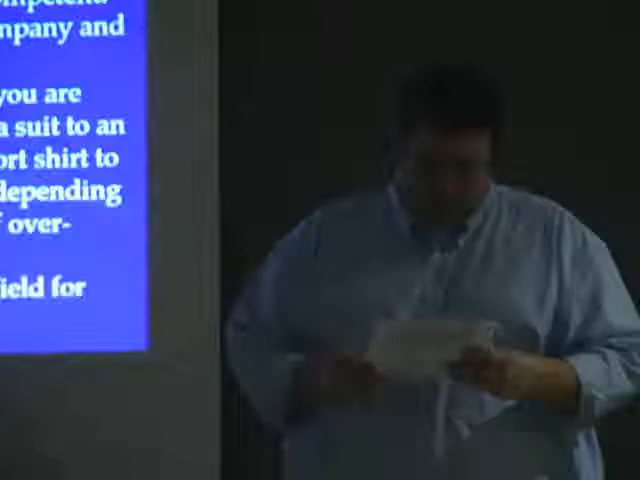 mpany and
you are
a suit to an
ort shirt to
depending
f over-
ield for